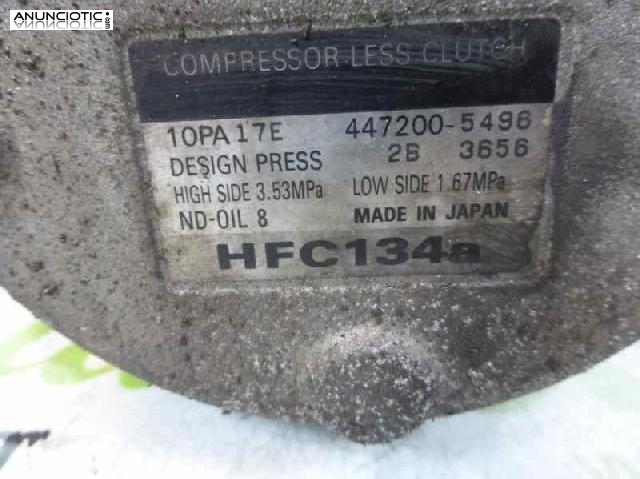 ANUNCIOTIC.es
COMPRESSOR LESS CLUTCH
10PA17E 447200-5496
DESIGN PRESS 2B 3656
HIGH SIDE 3.53MPa LOW SIDE 1.67MPa
ND-OIL 8 MADE IN JAPAN
HFC134a